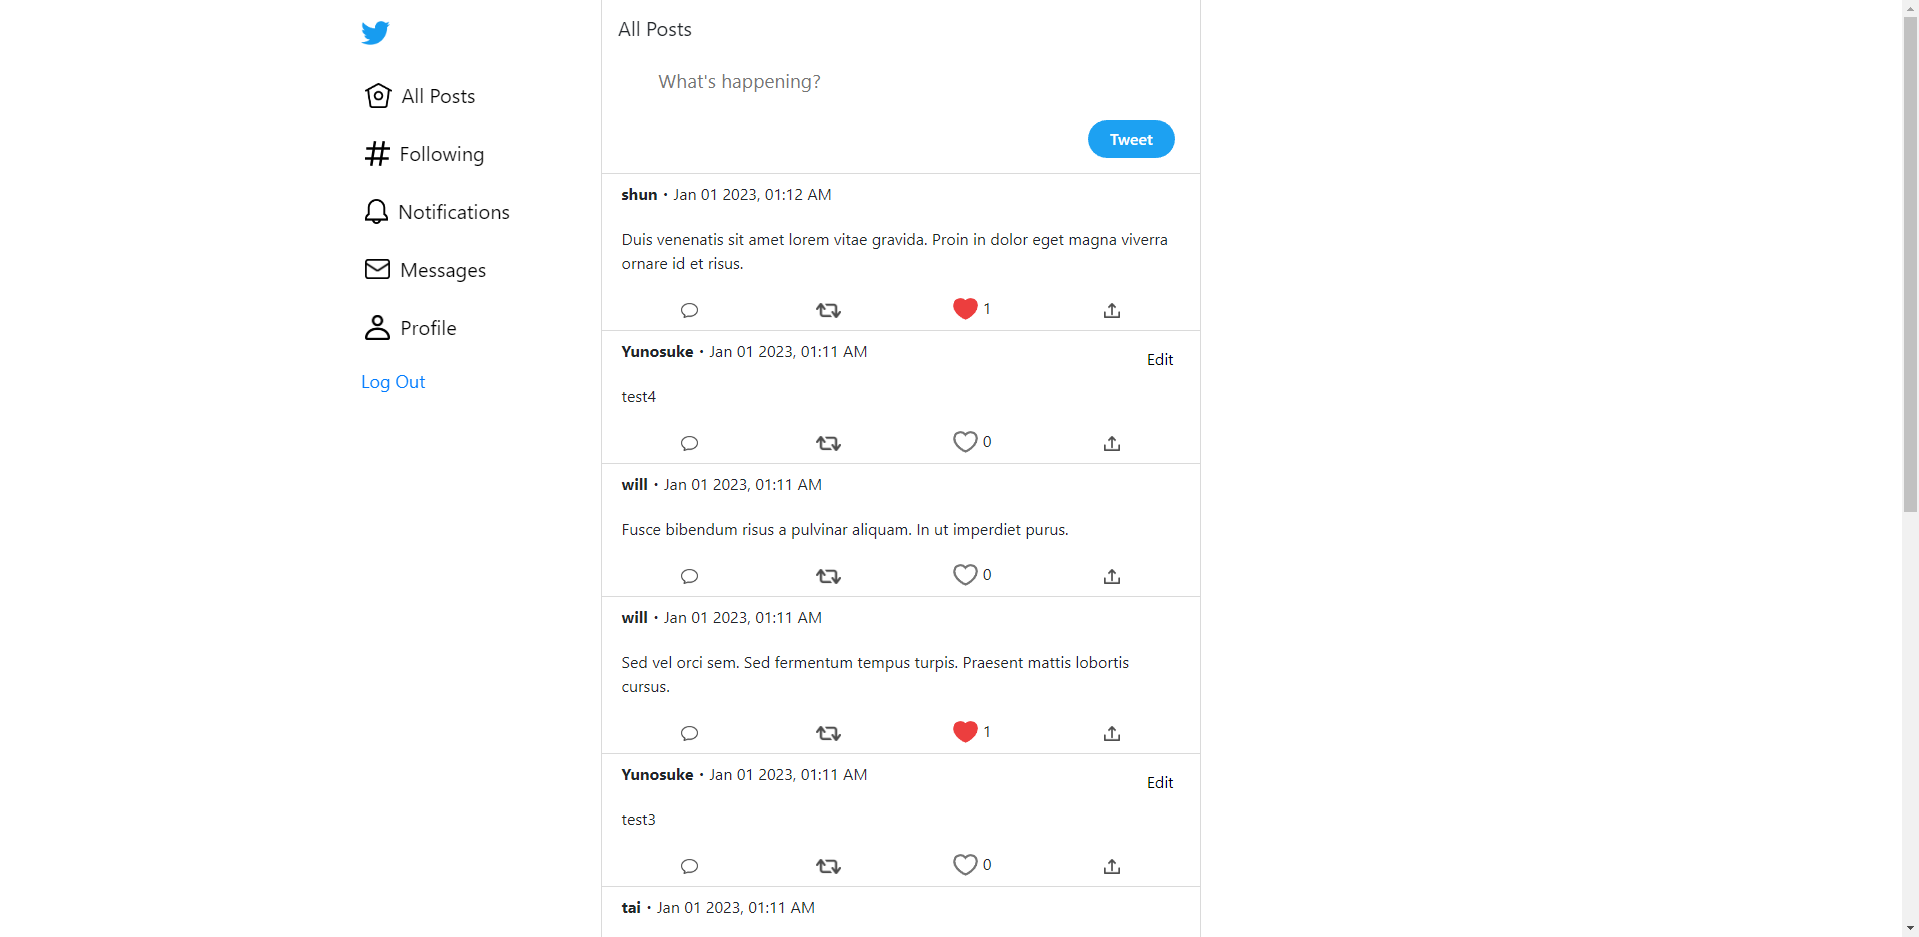 All Posts
Following
Notifications
Messages
Profile
Log Out
All Posts
What's happening?
Tweet
shun · Jan 01 2023, 01:12 AM
Duis venenatis sit amet lorem vitae gravida. Proin in dolor eget magna viverra
ornare id et risus.
1
Yunosuke · Jan 01 2023, 01:11 AM
Edit
test4
0
will · Jan 01 2023, 01:11 AM
Fusce bibendum risus a pulvinar aliquam. In ut imperdiet purus.
0
will · Jan 01 2023, 01:11 AM
Sed vel orci sem. Sed fermentum tempus turpis. Praesent mattis lobortis
cursus.
1
Yunosuke · Jan 01 2023, 01:11 AM
Edit
test3
0
tai · Jan 01 2023, 01:11 AM